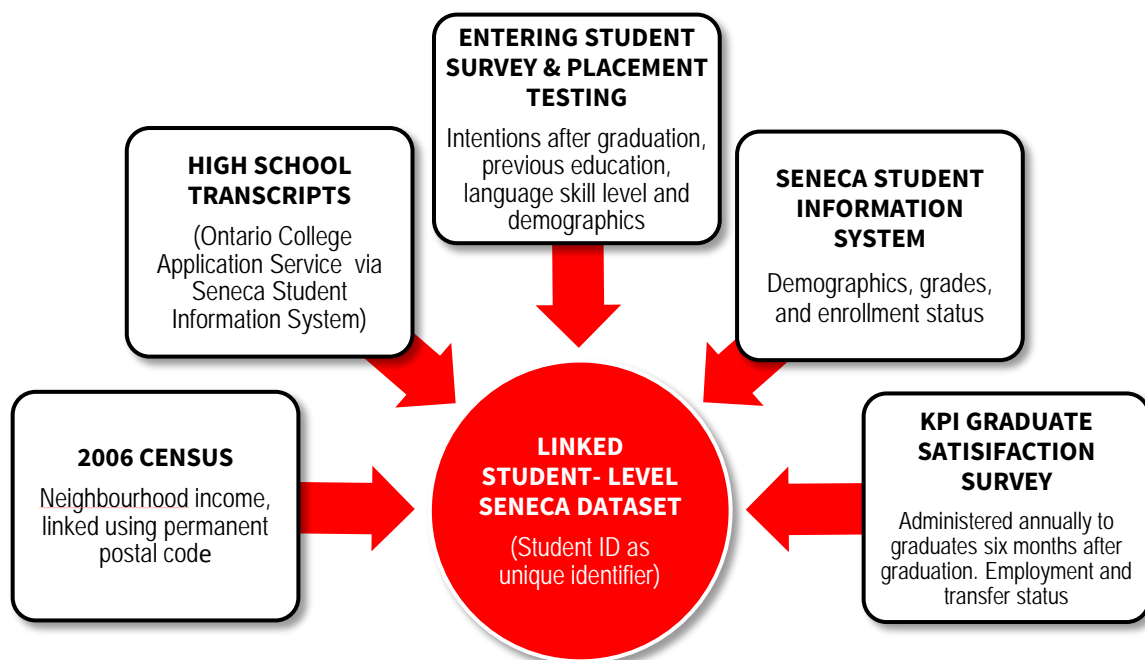 ENTERING STUDENT
SURVEY & PLACEMENT
TESTING
Intentions after graduation,
previous education,
language skill level and
demographics
HIGH SCHOOL
TRANSCRIPTS
(Ontario College
Application Service via
Seneca Student
Information System)
SENECA STUDENT
INFORMATION
SYSTEM
Demographics, grades,
and enrollment status
2006 CENSUS
Neighbourhood income,
linked using permanent
postal code
LINKED
STUDENT- LEVEL
SENECA DATASET
(Student ID as
unique identifier)
KPI GRADUATE
SATISIFACTION
SURVEY
Administered annually to
graduates six months after
graduation. Employment and
transfer status